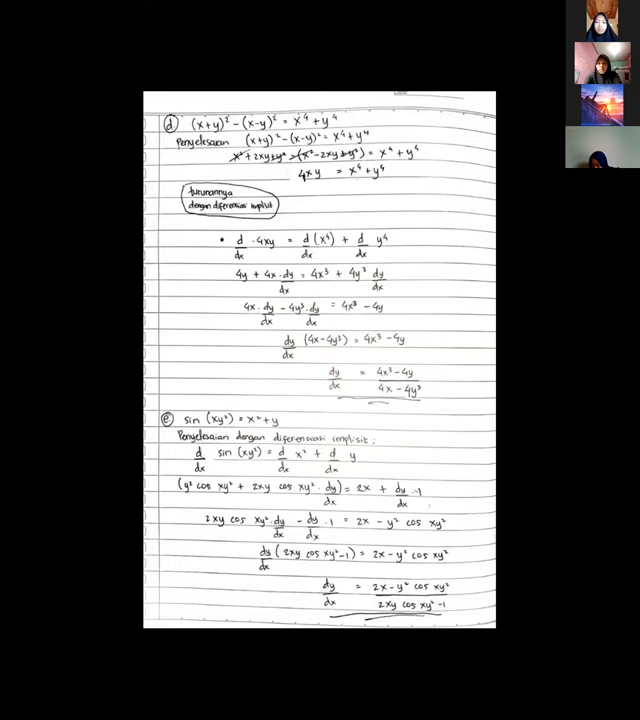 d (x+y)² - (x-y)² = x⁴ + y⁴
Penyelesaian (x+y)² - (x-y)² = x⁴ + y⁴
x² + 2xy + y² - (x² - 2xy + y²) = x⁴ + y⁴
4xy = x⁴ + y⁴
turunannya
dengan diferensiasi implisit
• d/dx · 4xy = d/dx (x⁴) + d/dx y⁴
4y + 4x · dy/dx = 4x³ + 4y³ dy/dx
4x · dy/dx - 4y³ · dy/dx = 4x³ - 4y
dy/dx (4x - 4y³) = 4x³ - 4y
dy/dx = 4x³ - 4y / 4x - 4y³
e sin (xy²) = x² + y
Penyelesaian dengan diferensiasi implisit :
d/dx sin (xy²) = d/dx x² + d/dx y
(y² cos xy² + 2xy cos xy² · dy/dx) = 2x + dy/dx · 1
2xy cos xy² · dy/dx - dy/dx · 1 = 2x - y² cos xy²
dy/dx (2xy cos xy² - 1) = 2x - y² cos xy²
dy/dx = 2x - y² cos xy² / 2xy cos xy² - 1